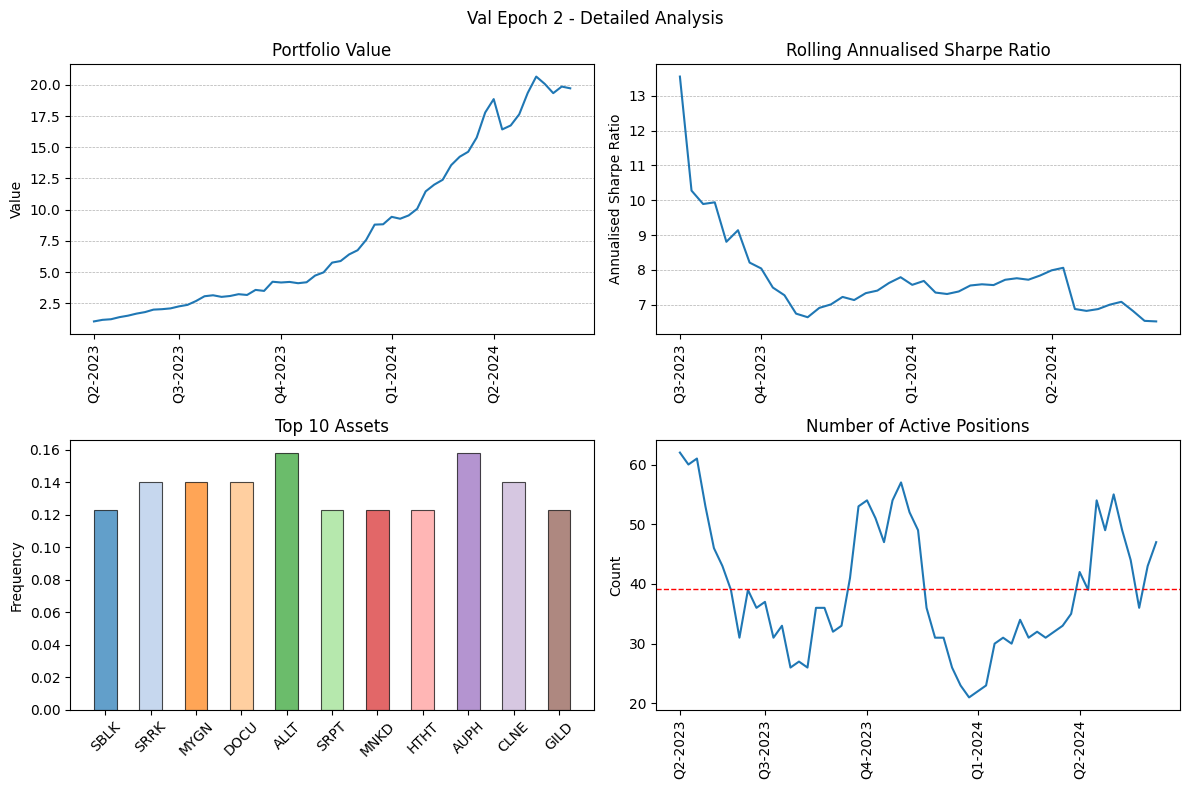 Val Epoch 2 - Detailed Analysis
Portfolio Value
Value
20.0
17.5
15.0
12.5
10.0
7.5
5.0
2.5
Q2-2023
Q3-2023
Q4-2023
Q1-2024
Q2-2024
Rolling Annualised Sharpe Ratio
Annualised Sharpe Ratio
13
12
11
10
9
8
7
Q3-2023
Q4-2023
Q1-2024
Q2-2024
Top 10 Assets
Frequency
0.16
0.14
0.12
0.10
0.08
0.06
0.04
0.02
0.00
SBLK
SRRK
MYGN
DOCU
ALLT
SRPT
MNKD
HTHT
AUPH
CLNE
GILD
Number of Active Positions
Count
60
50
40
30
20
Q2-2023
Q3-2023
Q4-2023
Q1-2024
Q2-2024